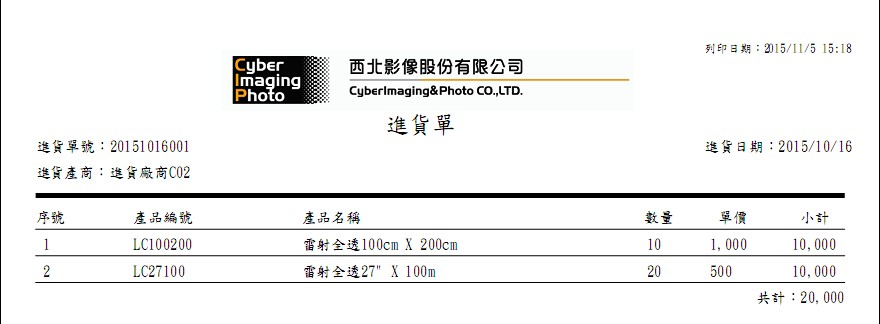 列印日期：2015/11/5 15:18
Cyber
Imaging
Photo
西北影像股份有限公司
CyberImaging&Photo CO.,LTD.
進貨單
進貨單號：20151016001 進貨日期：2015/10/16
進貨產商：進貨廠商C02
序號 產品編號 產品名稱 數量 單價 小計
1 LC100200 雷射全透100cm X 200cm 10 1,000 10,000
2 LC27100 雷射全透27" X 100m 20 500 10,000
共計：20,000